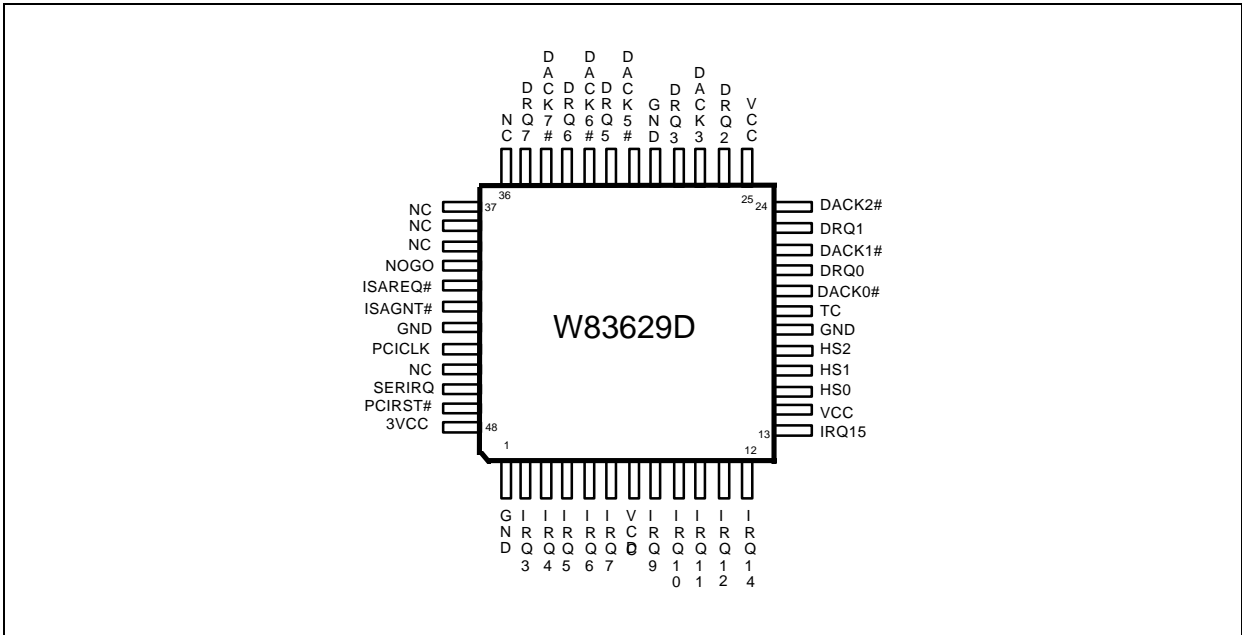 NC
DRQ7
DACK7#
DRQ6
DACK6#
DRQ5
DACK5#
GND
DRQ3
DACK3
DRQ2
VCC
36
25
37
24
NC
NC
NC
NOGO
ISAREQ#
ISAGNT#
GND
PCICLK
NC
SERIRQ
PCIRST#
3VCC
W83629D
DACK2#
DRQ1
DACK1#
DRQ0
DACK0#
TC
GND
HS2
HS1
HS0
VCC
IRQ15
48
13
1
12
GND
IRQ3
IRQ4
IRQ5
IRQ6
IRQ7
IRQ9
IRQ10
IRQ11
IRQ12
IRQ14